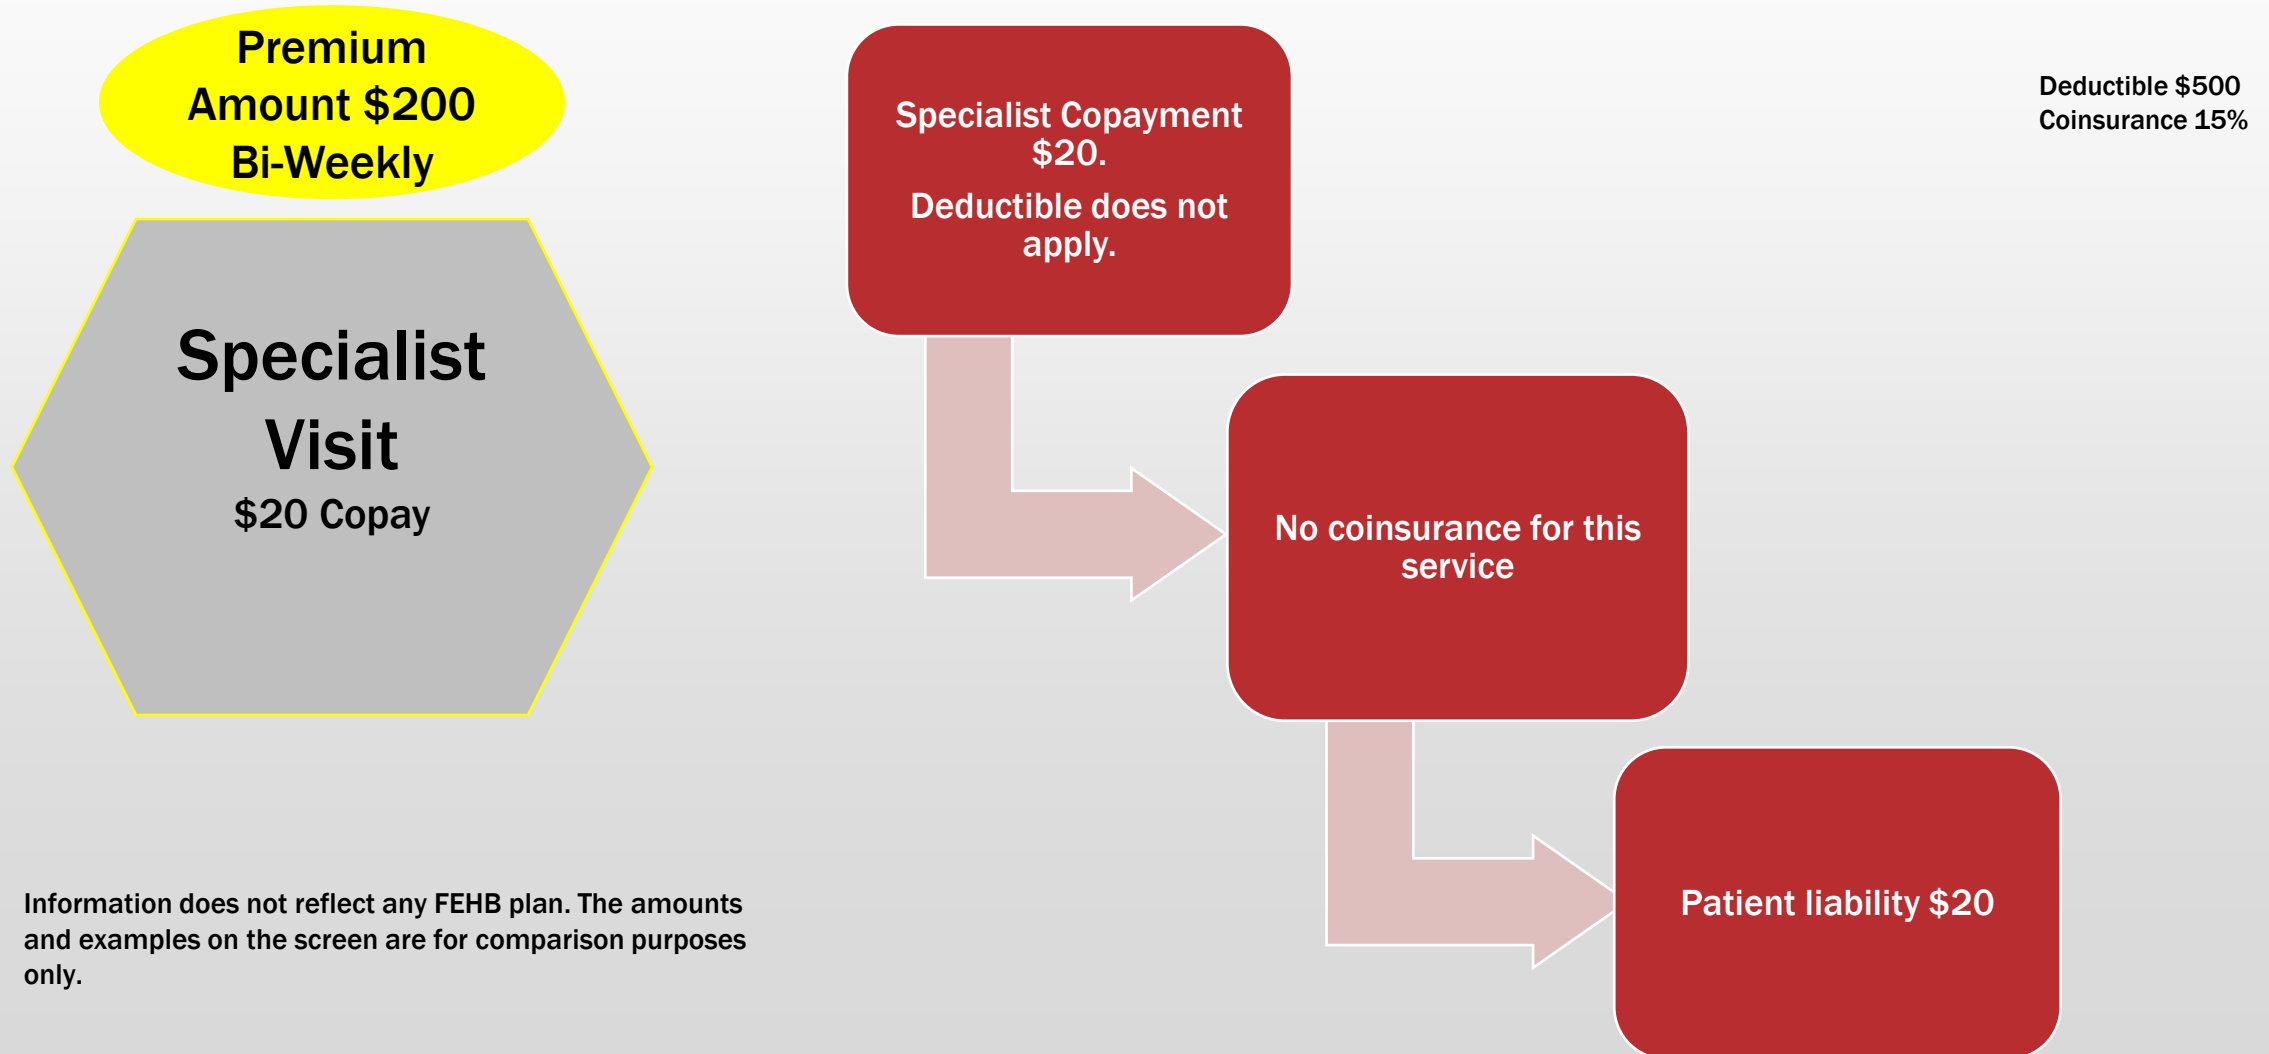 Premium
Amount $200
Bi-Weekly
Specialist
Visit
$20 Copay
Specialist Copayment
$20.
Deductible does not
apply.
No coinsurance for this
service
Patient liability $20
Deductible $500
Coinsurance 15%
Information does not reflect any FEHB plan. The amounts
and examples on the screen are for comparison purposes
only.